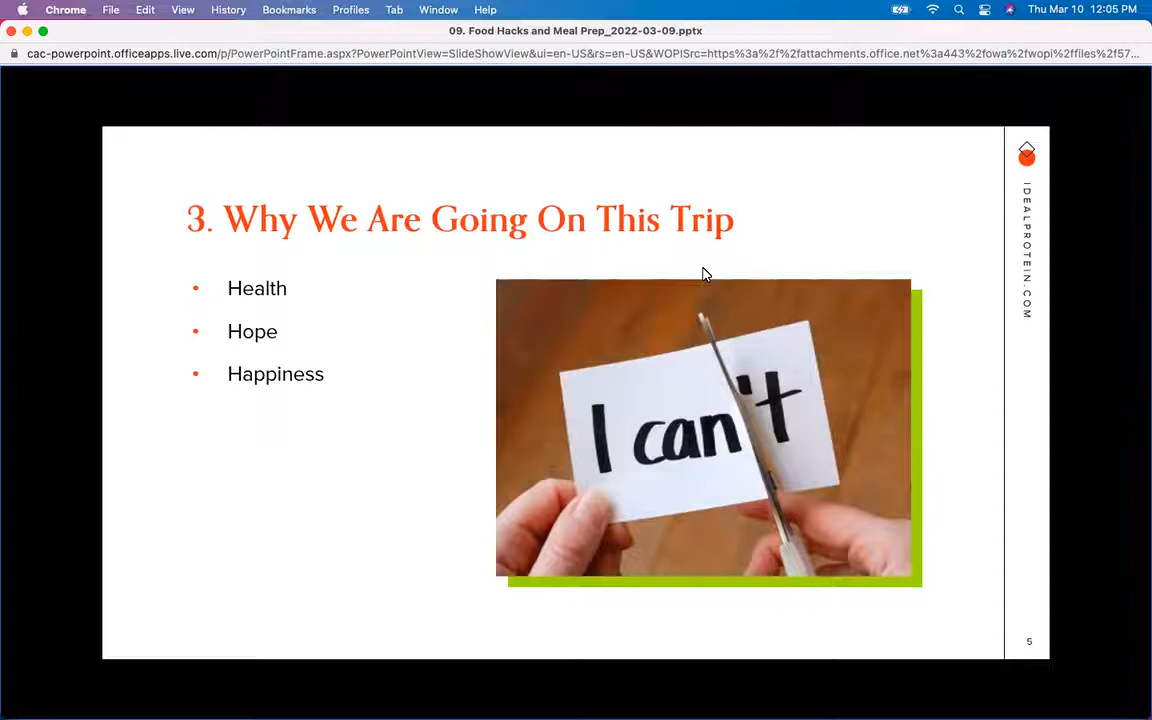 Chrome File Edit View History Bookmarks Profiles Tab Window Help Thu Mar 10 12:05 PM
09. Food Hacks and Meal Prep_2022-03-09.pptx
cac-powerpoint.officeapps.live.com/p/PowerPointFrame.aspx?PowerPointView=SlideShowView&ui=en-US&rs=en-US&WOPISrc=https%3a%2f%2fattachments.office.net%3a443%2fowa%2fwopi%2ffiles%2f57...
3. Why We Are Going On This Trip
• Health
• Hope
• Happiness
I can't
IDEALPROTEIN.COM
5